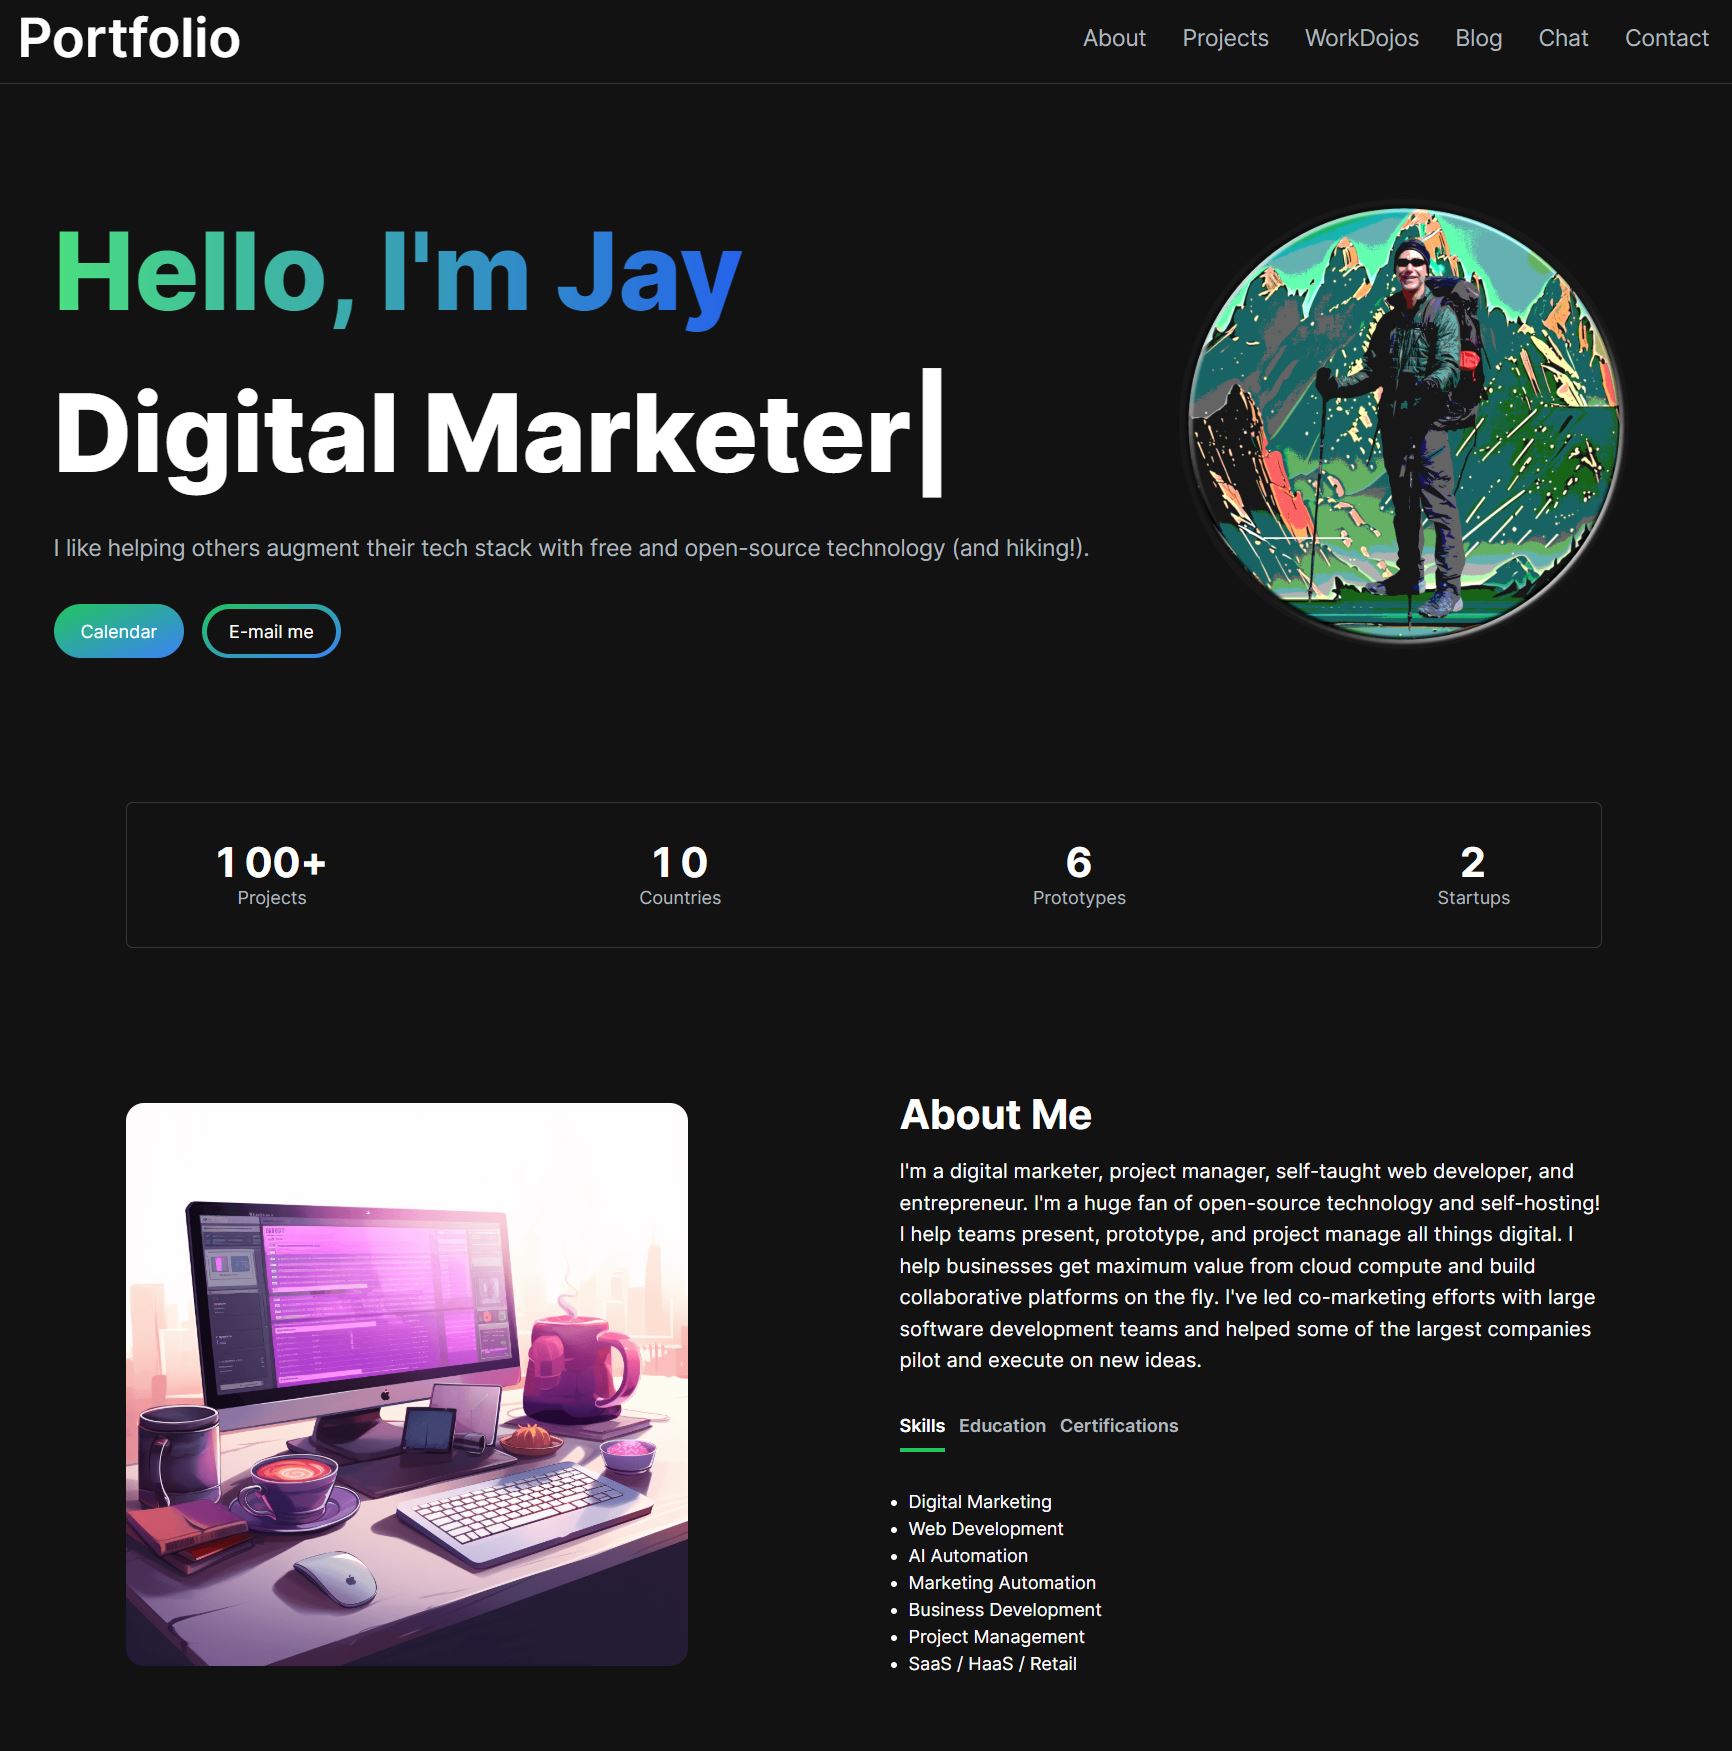 Portfolio
About Projects WorkDojos Blog Chat Contact
Hello, I'm Jay
Digital Marketer
I like helping others augment their tech stack with free and open-source technology (and hiking!).
Calendar E-mail me
100+ 10 6 2
Projects Countries Prototypes Startups
About Me
I'm a digital marketer, project manager, self-taught web developer, and
entrepreneur. I'm a huge fan of open-source technology and self-hosting!
I help teams present, prototype, and project manage all things digital. I
help businesses get maximum value from cloud compute and build
collaborative platforms on the fly. I've led co-marketing efforts with large
software development teams and helped some of the largest companies
pilot and execute on new ideas.
Skills Education Certifications
• Digital Marketing
• Web Development
• AI Automation
• Marketing Automation
• Business Development
• Project Management
• SaaS / HaaS / Retail